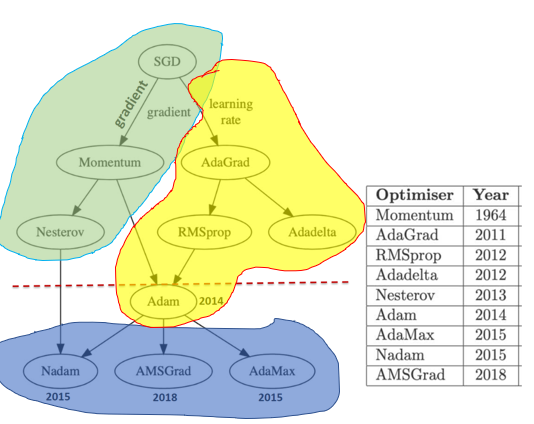 SGD
gradient
gradient
learning
rate
Momentum
AdaGrad
Nesterov
RMSprop
Adadelta
Adam 2014
Nadam
AMSGrad
AdaMax
2015
2018
2015
Optimiser Year
Momentum 1964
AdaGrad 2011
RMSprop 2012
Adadelta 2012
Nesterov 2013
Adam 2014
AdaMax 2015
Nadam 2015
AMSGrad 2018